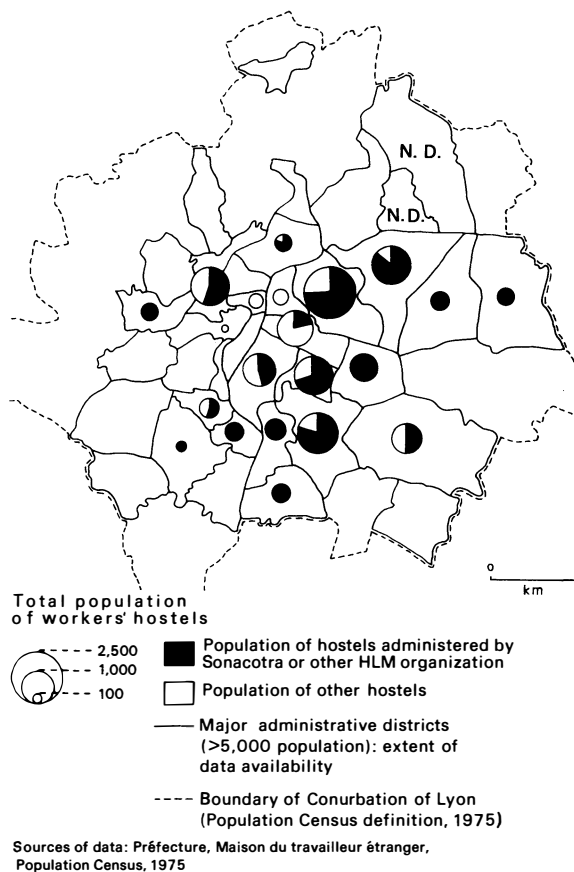 N. D.
N.D.
0
km
Total population
of workers' hostels
2,500
1,000
100
Population of hostels administered by
Sonacotra or other HLM organization
Population of other hostels
Major administrative districts
(>5,000 population): extent of
data availability
Boundary of Conurbation of Lyon
(Population Census definition, 1975)
Sources of data: Préfecture, Maison du travailleur étranger,
Population Census, 1975